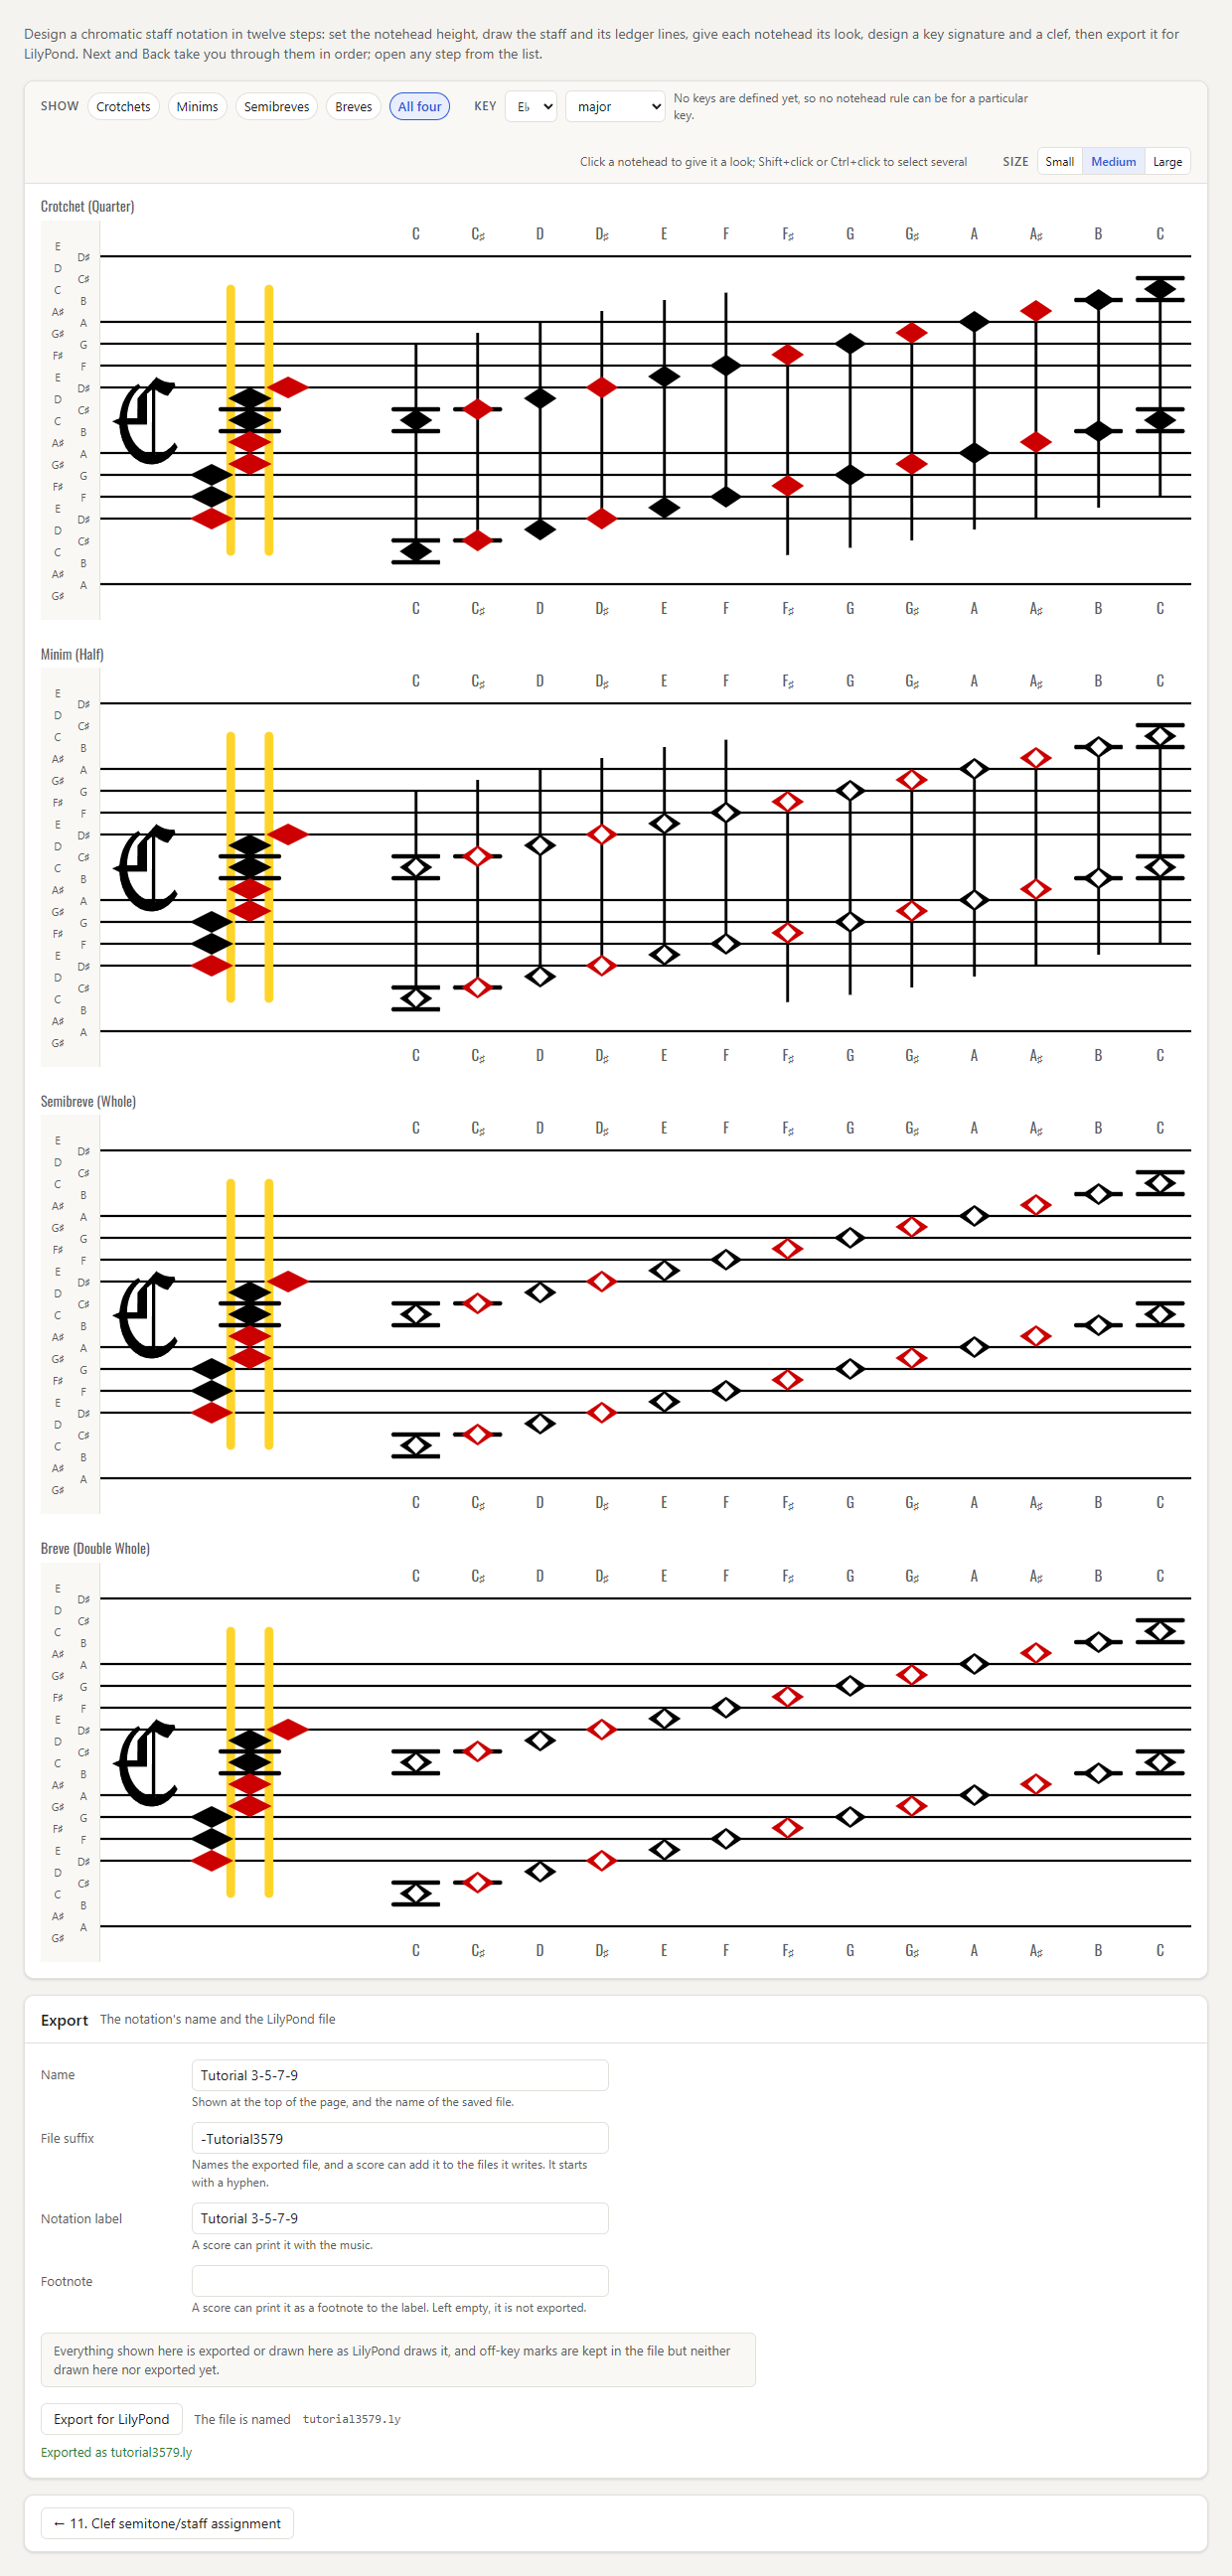 Design a chromatic staff notation in twelve steps: set the notehead height, draw the staff and its ledger lines, give each notehead its look, design a key signature and a clef, then export it for
LilyPond. Next and Back take you through them in order; open any step from the list.
SHOW Crotchets Minims Semibreves Breves All four KEY E♭ major No keys are defined yet, so no notehead rule can be for a particular
key.
Click a notehead to give it a look; Shift+click or Ctrl+click to select several SIZE Small Medium Large
Crotchet (Quarter)
C C♯ D D♯ E F F♯ G G♯ A A♯ B C
E
D♯
D
C♯
C
B
A♯
A
G♯
G
F♯
F
E
D♯
D
C♯
C
B
A♯
A
G♯
G
F♯
F
E
D♯
D
C♯
C
B
A♯
A
G♯
C C♯ D D♯ E F F♯ G G♯ A A♯ B C
Minim (Half)
C C♯ D D♯ E F F♯ G G♯ A A♯ B C
E
D♯
D
C♯
C
B
A♯
A
G♯
G
F♯
F
E
D♯
D
C♯
C
B
A♯
A
G♯
G
F♯
F
E
D♯
D
C♯
C
B
A♯
A
G♯
C C♯ D D♯ E F F♯ G G♯ A A♯ B C
Semibreve (Whole)
C C♯ D D♯ E F F♯ G G♯ A A♯ B C
E
D♯
D
C♯
C
B
A♯
A
G♯
G
F♯
F
E
D♯
D
C♯
C
B
A♯
A
G♯
G
F♯
F
E
D♯
D
C♯
C
B
A♯
A
G♯
C C♯ D D♯ E F F♯ G G♯ A A♯ B C
Breve (Double Whole)
C C♯ D D♯ E F F♯ G G♯ A A♯ B C
E
D♯
D
C♯
C
B
A♯
A
G♯
G
F♯
F
E
D♯
D
C♯
C
B
A♯
A
G♯
G
F♯
F
E
D♯
D
C♯
C
B
A♯
A
G♯
C C♯ D D♯ E F F♯ G G♯ A A♯ B C
Export The notation's name and the LilyPond file
Name Tutorial 3-5-7-9
Shown at the top of the page, and the name of the saved file.
File suffix -Tutorial3579
Names the exported file, and a score can add it to the files it writes. It starts
with a hyphen.
Notation label Tutorial 3-5-7-9
A score can print it with the music.
Footnote
A score can print it as a footnote to the label. Left empty, it is not exported.
Everything shown here is exported or drawn here as LilyPond draws it, and off-key marks are kept in the file but neither
drawn here nor exported yet.
Export for LilyPond The file is named tutorial3579.ly
Exported as tutorial3579.ly
← 11. Clef semitone/staff assignment